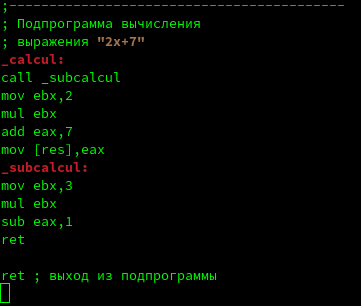 ;------------------------------------------
; Подпрограмма вычисления
; выражения "2x+7"
_calcul:
call _subcalcul
mov ebx,2
mul ebx
add eax,7
mov [res],eax
_subcalcul:
mov ebx,3
mul ebx
sub eax,1
ret
ret ; выход из подпрограммы